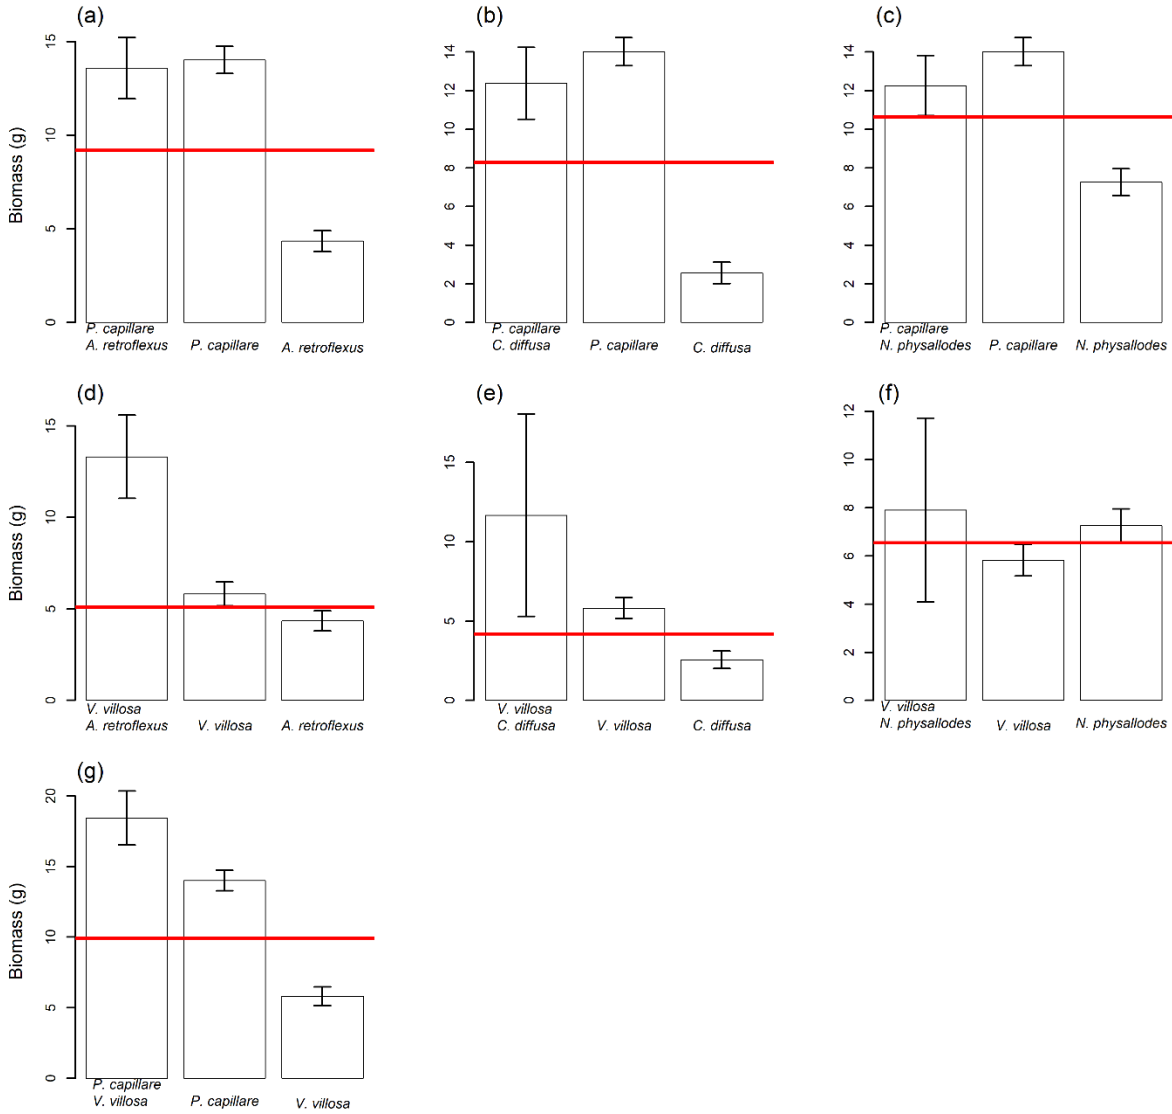 (a)
Biomass (g)
15
10
5
0
P. capillare
A. retroflexus
P. capillare
A. retroflexus
(b)
14
12
10
8
6
4
2
0
P. capillare
C. diffusa
P. capillare
C. diffusa
(c)
14
12
10
8
6
4
2
0
P. capillare
N. physallodes
P. capillare
N. physallodes
(d)
Biomass (g)
15
10
5
0
V. villosa
A. retroflexus
V. villosa
A. retroflexus
(e)
15
10
5
0
V. villosa
C. diffusa
V. villosa
C. diffusa
(f)
12
10
8
6
4
2
0
V. villosa
N. physallodes
V. villosa
N. physallodes
(g)
Biomass (g)
20
15
10
5
0
P. capillare
V. villosa
P. capillare
V. villosa